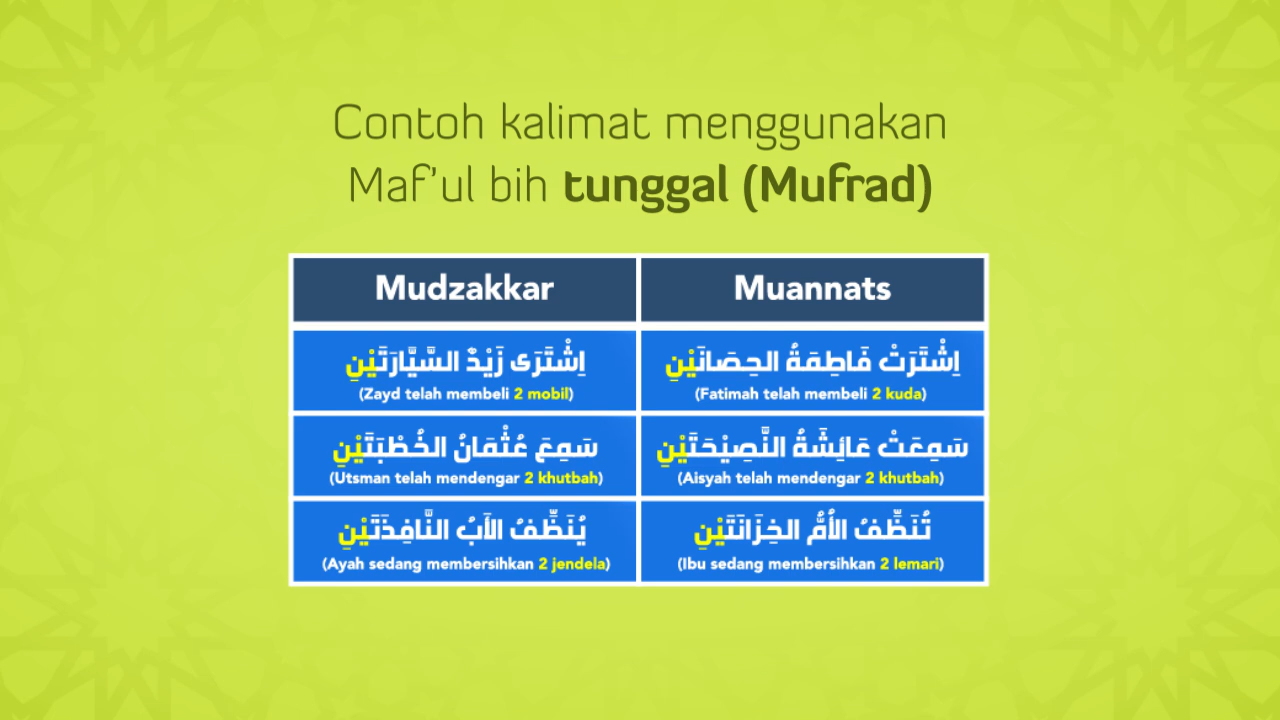 Contoh kalimat menggunakan
Maf'ul bih tunggal (Mufrad)
Mudzakkar
Muannats
اِشْتَرَى زَيْدٌ السَّيَّارَتَيْنِ
(Zayd telah membeli 2 mobil)
اِشْتَرَتْ فَاطِمَةُ الحِصَانَيْنِ
(Fatimah telah membeli 2 kuda)
سَمِعَ عُثْمَانُ الخُطْبَتَيْنِ
(Utsman telah mendengar 2 khutbah)
سَمِعَتْ عَائِشَةُ النَّصِيْحَتَيْنِ
(Aisyah telah mendengar 2 khutbah)
يُنَظِّفُ الأَبُ النَّافِذَتَيْنِ
(Ayah sedang membersihkan 2 jendela)
تُنَظِّفُ الأُمُّ الخِزَانَتَيْنِ
(Ibu sedang membersihkan 2 lemari)